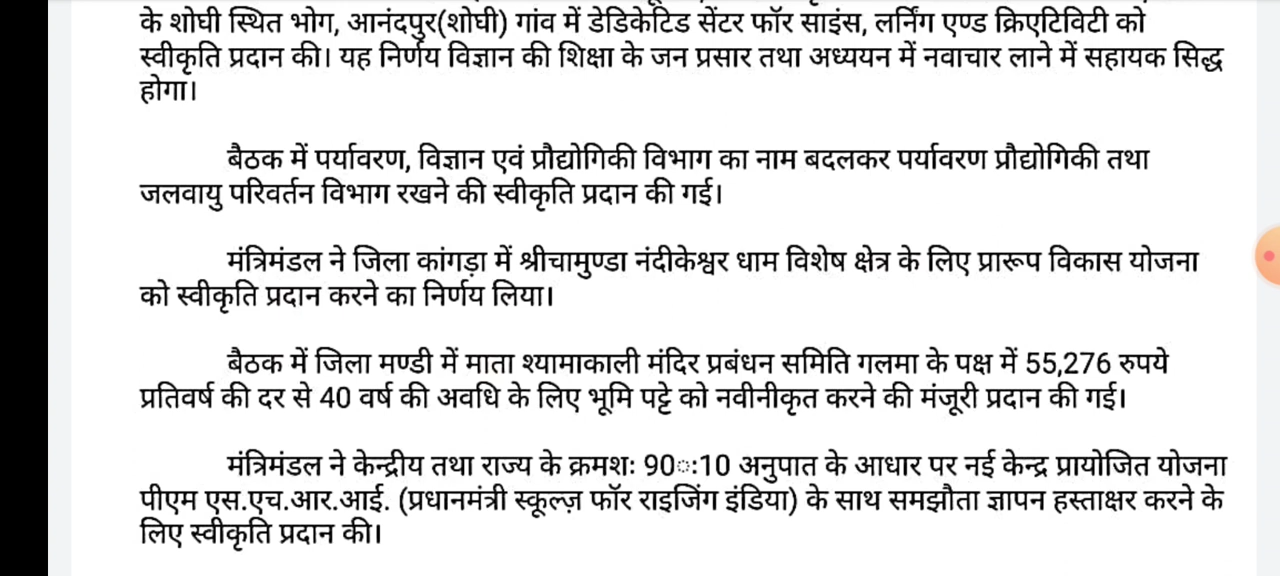 के शोघी स्थित भोग, आनंदपुर(शोघी) गांव में डेडिकेटिड सेंटर फॉर साइंस, लर्निंग एण्ड क्रिएटिविटी को
स्वीकृति प्रदान की। यह निर्णय विज्ञान की शिक्षा के जन प्रसार तथा अध्ययन में नवाचार लाने में सहायक सिद्ध
होगा।
बैठक में पर्यावरण, विज्ञान एवं प्रौद्योगिकी विभाग का नाम बदलकर पर्यावरण प्रौद्योगिकी तथा
जलवायु परिवर्तन विभाग रखने की स्वीकृति प्रदान की गई।
मंत्रिमंडल ने जिला कांगड़ा में श्रीचामुण्डा नंदीकेश्वर धाम विशेष क्षेत्र के लिए प्रारूप विकास योजना
को स्वीकृति प्रदान करने का निर्णय लिया।
बैठक में जिला मण्डी में माता श्यामाकाली मंदिर प्रबंधन समिति गलमा के पक्ष में 55,276 रुपये
प्रतिवर्ष की दर से 40 वर्ष की अवधि के लिए भूमि पट्टे को नवीनीकृत करने की मंजूरी प्रदान की गई।
मंत्रिमंडल ने केन्द्रीय तथा राज्य के क्रमशः 90ः:10 अनुपात के आधार पर नई केन्द्र प्रायोजित योजना
पीएम एस.एच.आर.आई. (प्रधानमंत्री स्कूल्ज़ फॉर राइजिंग इंडिया) के साथ समझौता ज्ञापन हस्ताक्षर करने के
लिए स्वीकृति प्रदान की।